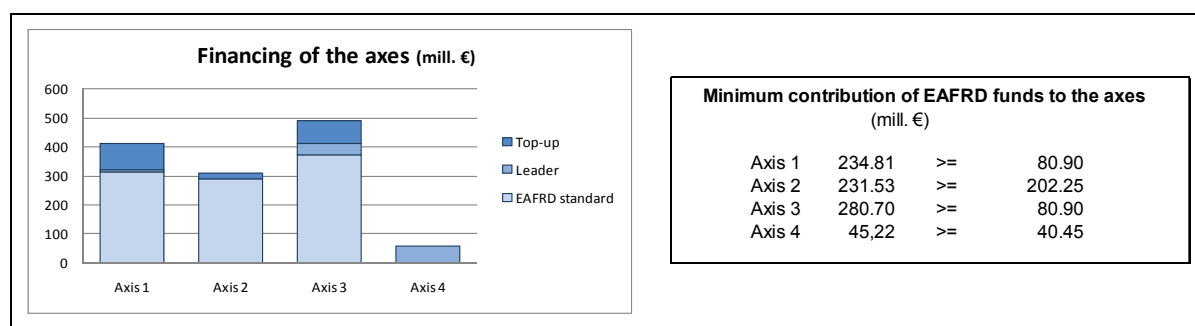 Financing of the axes (mill. €)
600
500
400
300
200
100
0
Axis 1
Axis 2
Axis 3
Axis 4
Top-up
Leader
EAFRD standard
Minimum contribution of EAFRD funds to the axes
(mill. €)
Axis 1 234.81 >= 80.90
Axis 2 231.53 >= 202.25
Axis 3 280.70 >= 80.90
Axis 4 45,22 >= 40.45